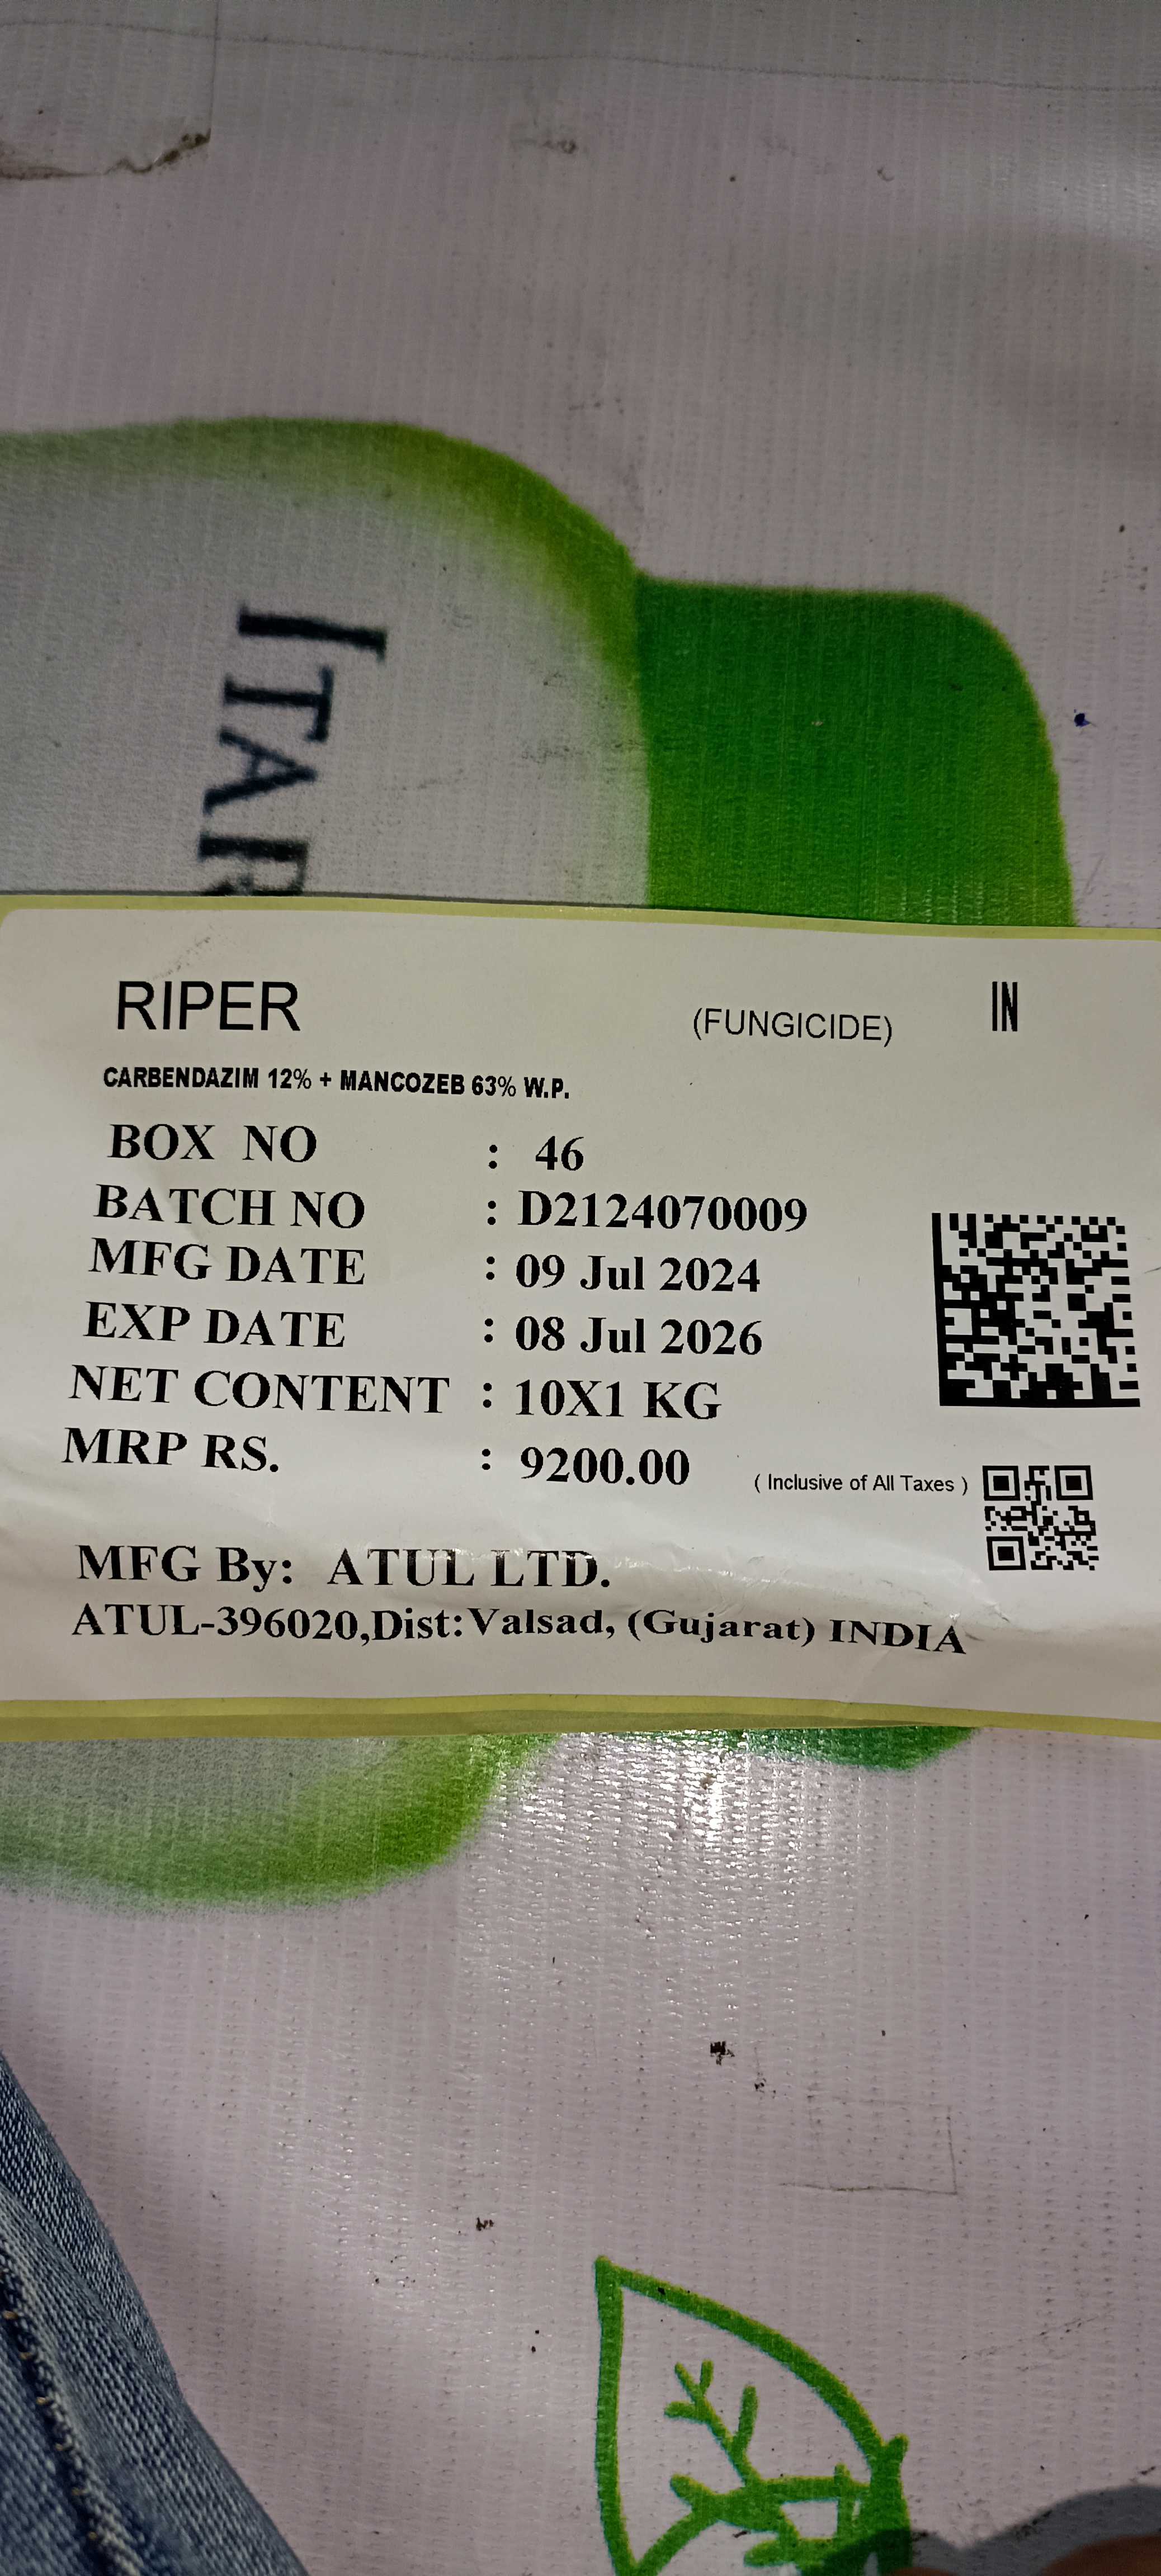 ITAR
RIPER (FUNGICIDE) IN
CARBENDAZIM 12% + MANCOZEB 63% W.P.
BOX NO : 46
BATCH NO : D2124070009
MFG DATE : 09 Jul 2024
EXP DATE : 08 Jul 2026
NET CONTENT : 10X1 KG
MRP RS. : 9200.00 ( Inclusive of All Taxes )
MFG By: ATUL LTD.
ATUL-396020,Dist:Valsad, (Gujarat) INDIA